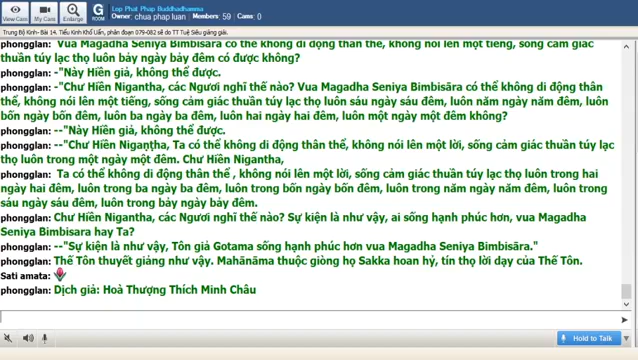 Lop Phat Phap Buddhadhamma
Owner: chua phap luan : Members: 59 : Cams: 0
View Cams
My Cam
Enlarge
G
ROOM
Trung Bộ Kinh- Bài 14. Tiểu Kinh Khổ Uẩn, phân đoạn 079-082 sẽ do TT Tuệ Siêu giảng giải.
phongglan: Vua Magadha Seniya Bimbisāra có thể không di động thân thể, không nói lên một tiếng, sống cảm giác
thuần túy lạc thọ luôn bảy ngày bảy đêm có được không?
phongglan: -"Này Hiền giả, không thể được.
phongglan: -"Chư Hiền Nigantha, các Ngươi nghĩ thế nào? Vua Magadha Seniya Bimbisāra có thể không di động thân
thể, không nói lên một tiếng, sống cảm giác thuần túy lạc thọ luôn sáu ngày sáu đêm, luôn năm ngày năm đêm, luôn
bốn ngày bốn đêm, luôn ba ngày ba đêm, luôn hai ngày hai đêm, luôn một ngày một đêm không?
phongglan: --"Này Hiền giả, không thể được.
phongglan: --"Chư Hiền Nigaṇṭha, Ta có thể không di động thân thể, không nói lên một lời, sống cảm giác thuần túy lạc
thọ luôn trong một ngày một đêm. Chư Hiền Nigantha,
phongglan: Ta có thể không di động thân thể , không nói lên một lời, sống cảm giác thuần túy lạc thọ luôn trong hai
ngày hai đêm, luôn trong ba ngày ba đêm, luôn trong bốn ngày bốn đêm, luôn trong năm ngày năm đêm, luôn trong
sáu ngày sáu đêm, luôn trong bảy ngày bảy đêm.
phongglan: Chư Hiền Nigantha, các Ngươi nghĩ thế nào? Sự kiện là như vậy, ai sống hạnh phúc hơn, vua Magadha
Seniya Bimbisara hay Ta?
phongglan: --"Sự kiện là như vậy, Tôn giả Gotama sống hạnh phúc hơn vua Magadha Seniya Bimbisāra."
phongglan: Thế Tôn thuyết giảng như vậy. Mahānāma thuộc giòng họ Sakka hoan hỷ, tín thọ lời dạy của Thế Tôn.
Sati amata:
phongglan: Dịch giả: Hoà Thượng Thích Minh Châu
Hold to Talk